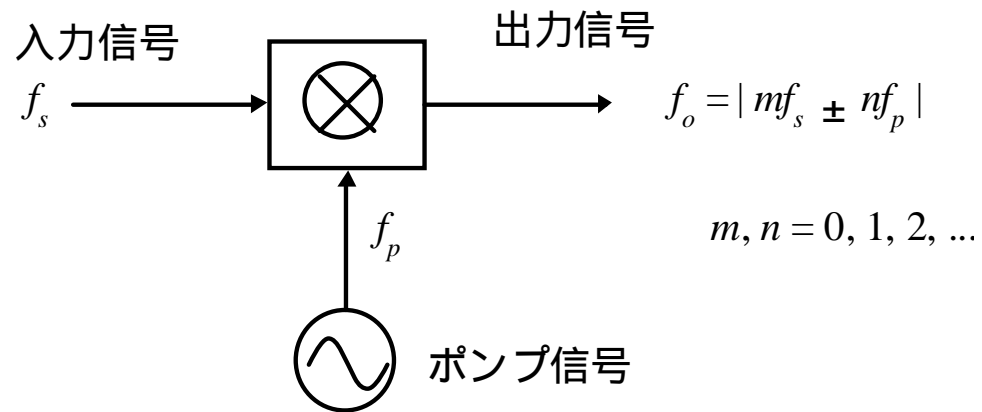 入力信号
出力信号
f_s
f_o = | mf_s ± nf_p |
f_p
m, n = 0, 1, 2, ...
ポンプ信号